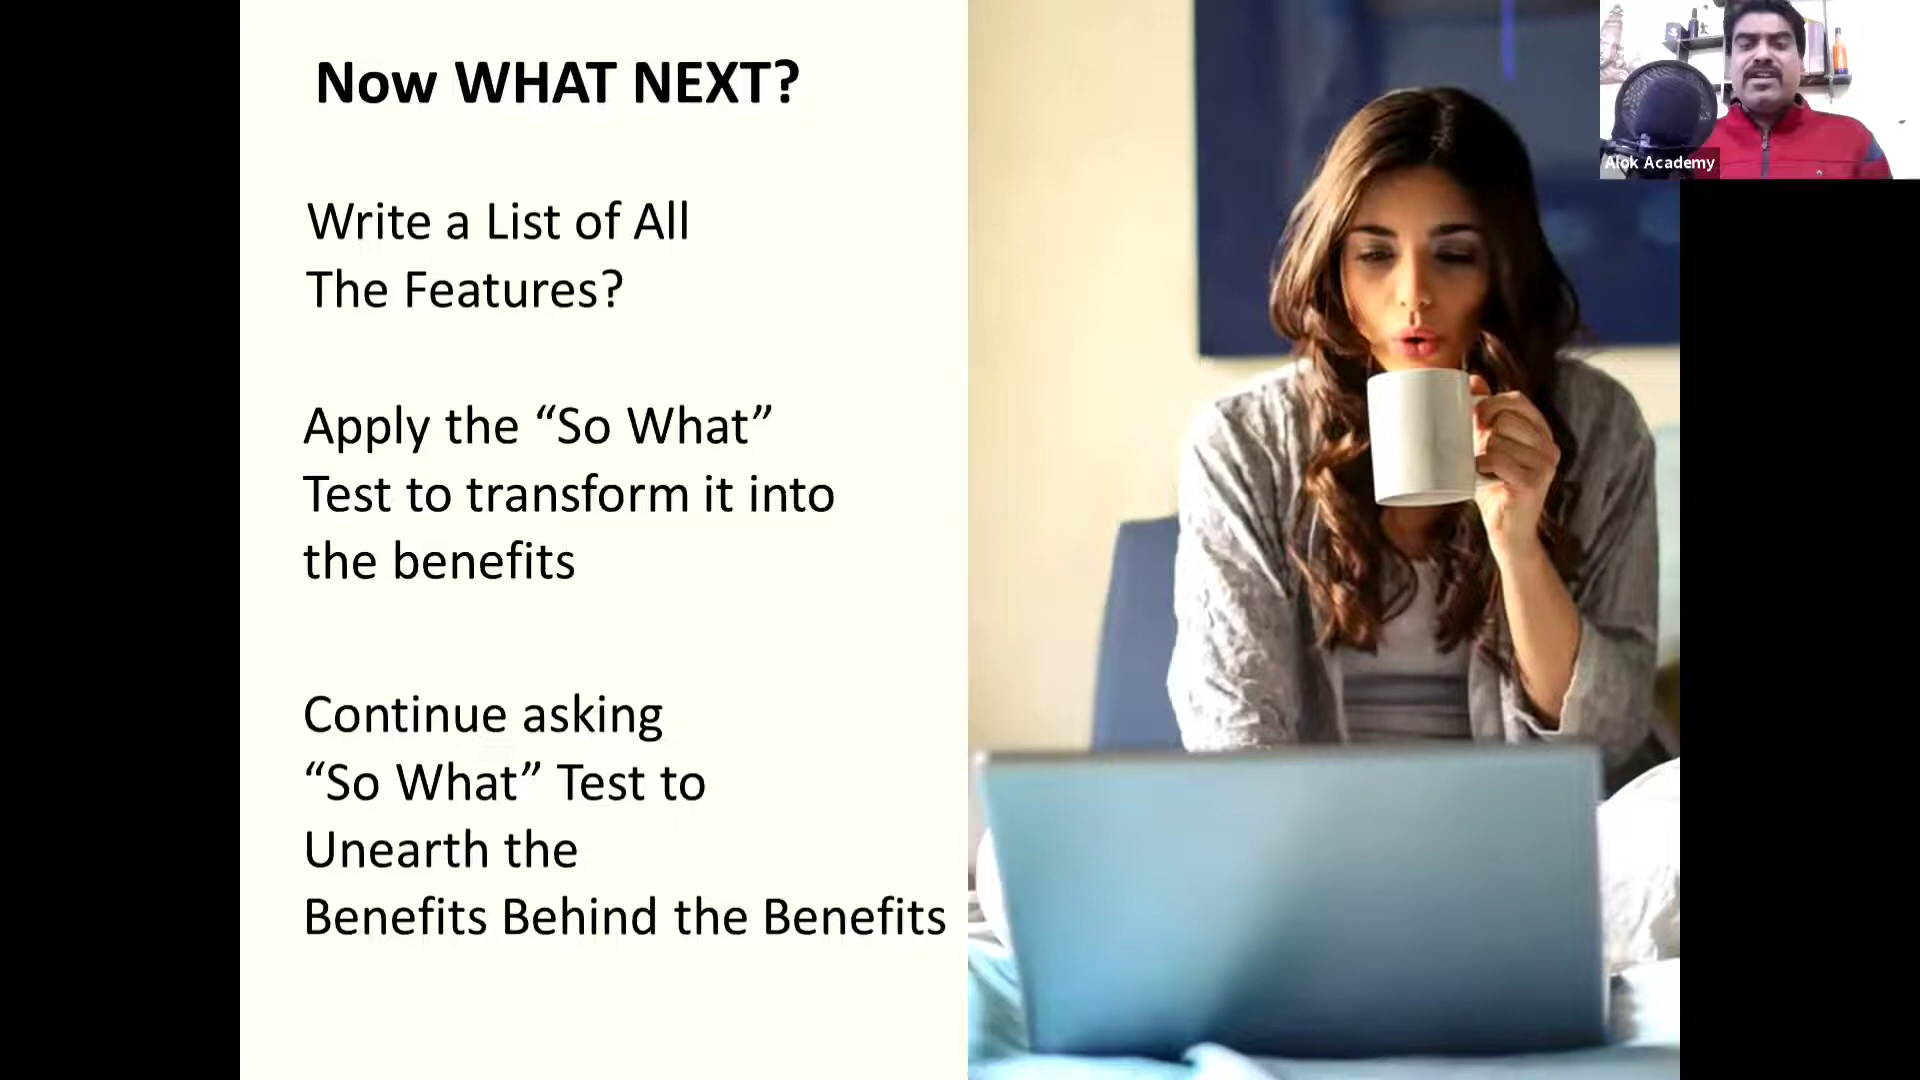 Now WHAT NEXT?
Write a List of All
The Features?
Apply the “So What”
Test to transform it into
the benefits
Continue asking
“So What” Test to
Unearth the
Benefits Behind the Benefits
Alok Academy